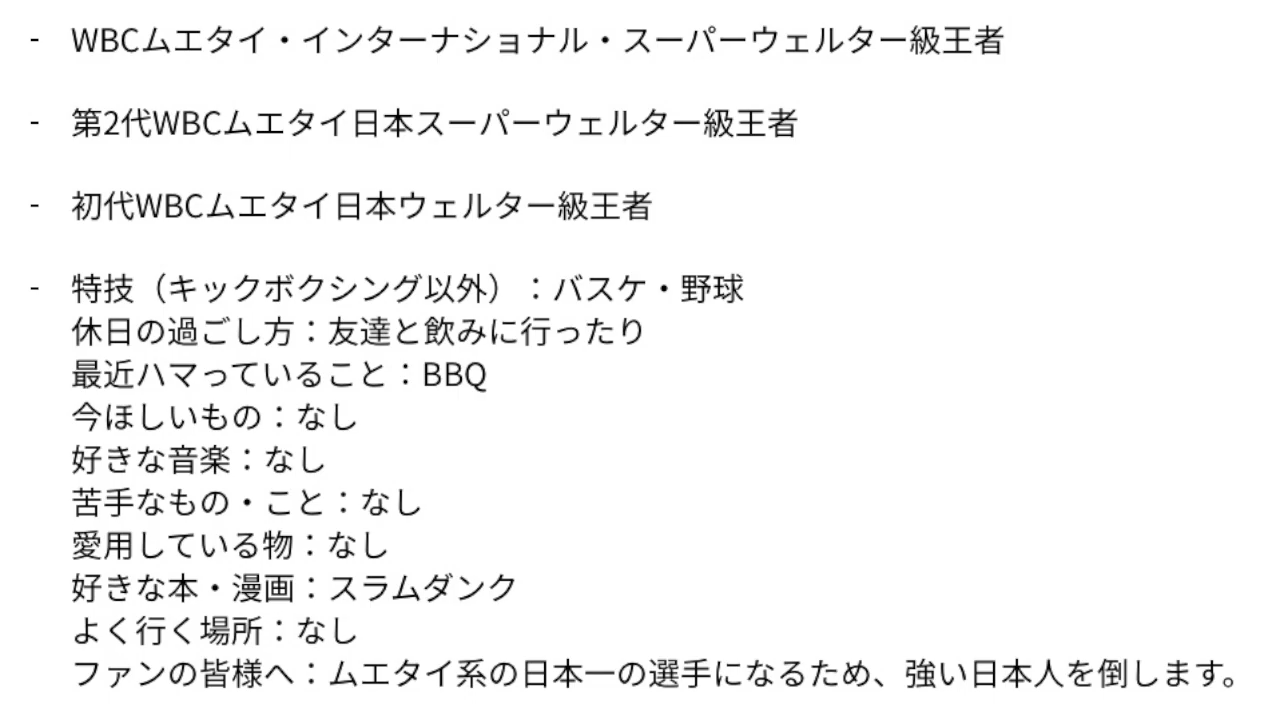 - WBCムエタイ・インターナショナル・スーパーウェルター級王者
- 第2代WBCムエタイ日本スーパーウェルター級王者
- 初代WBCムエタイ日本ウェルター級王者
- 特技（キックボクシング以外）：バスケ・野球
休日の過ごし方：友達と飲みに行ったり
最近ハマっていること：BBQ
今ほしいもの：なし
好きな音楽：なし
苦手なもの・こと：なし
愛用している物：なし
好きな本・漫画：スラムダンク
よく行く場所：なし
ファンの皆様へ：ムエタイ系の日本一の選手になるため、強い日本人を倒します。